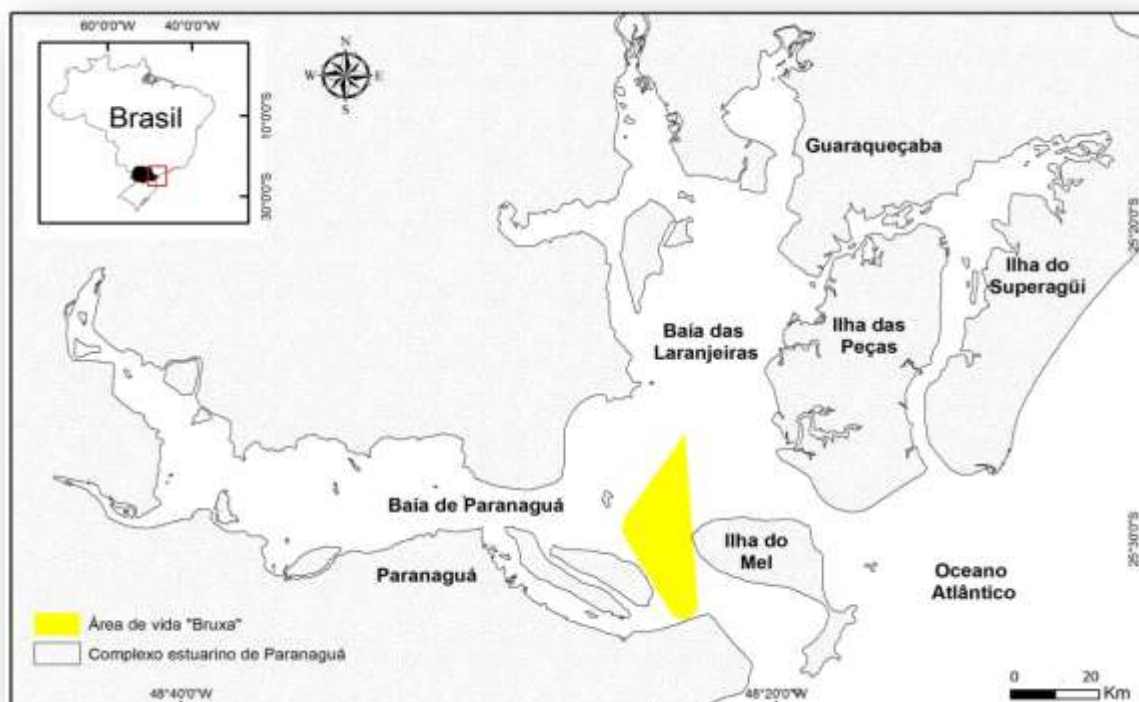 60°0'0"W
40°0'0"W
N
W
E
S
Brasil
10°0'0"S
30°0'0"S
Guaraqueçaba
25°20'0"S
Ilha do
Superagüi
Baía das
Laranjeiras
Ilha das
Peças
Baía de Paranaguá
Ilha do
Mel
25°30'0"S
Paranaguá
Oceano
Atlântico
Área de vida "Bruxa"
Complexo estuarino de Paranaguá
48°40'0"W
48°20'0"W
0 20
Km